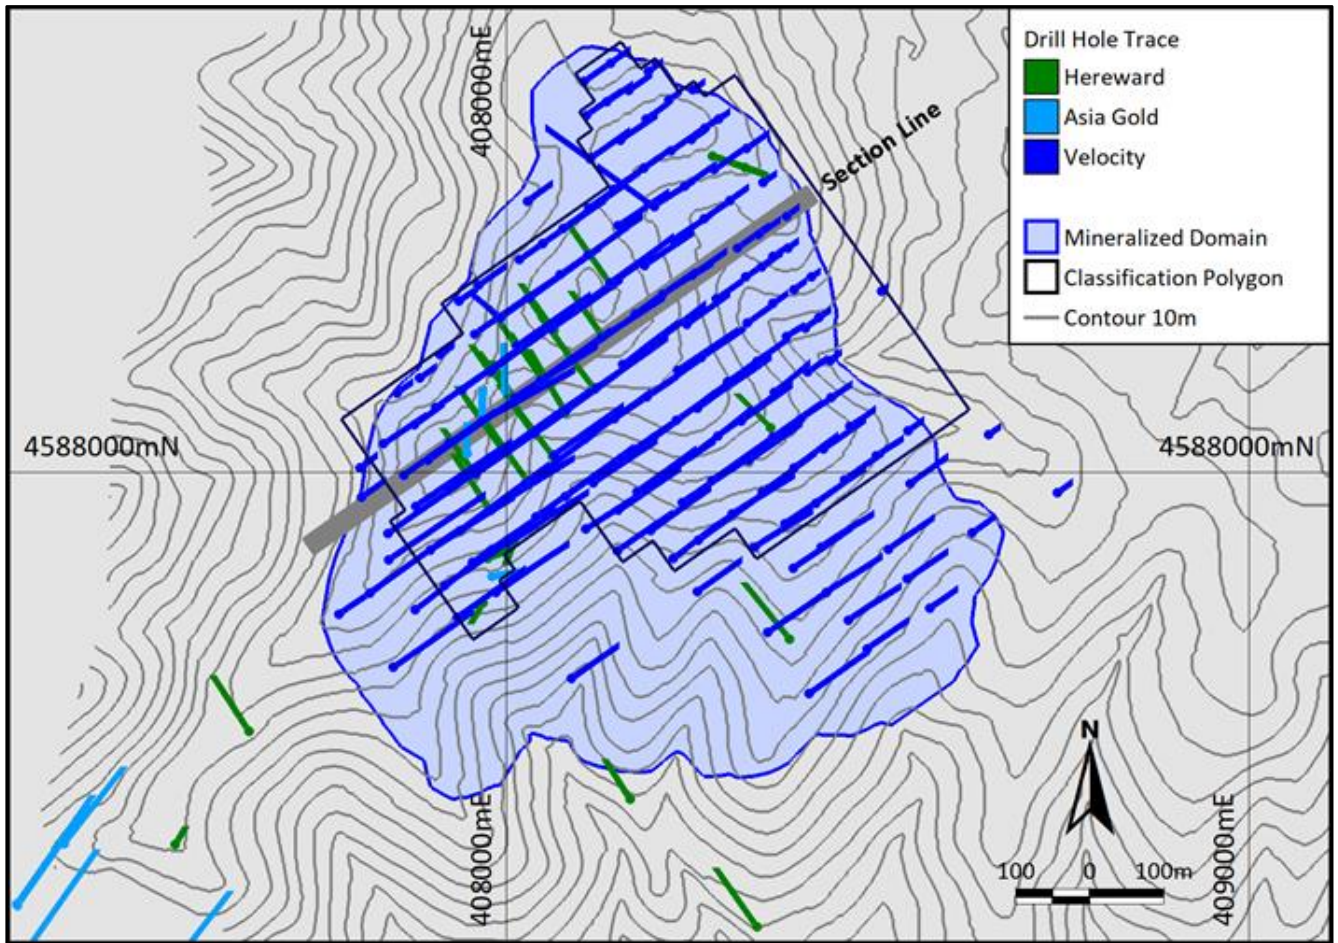 Drill Hole Trace
Hereward
Asia Gold
Velocity
Mineralized Domain
Classification Polygon
Contour 10m
408000mE
Section Line
4588000mN
4588000mN
N
100 0 100m
408000mE
409000mE